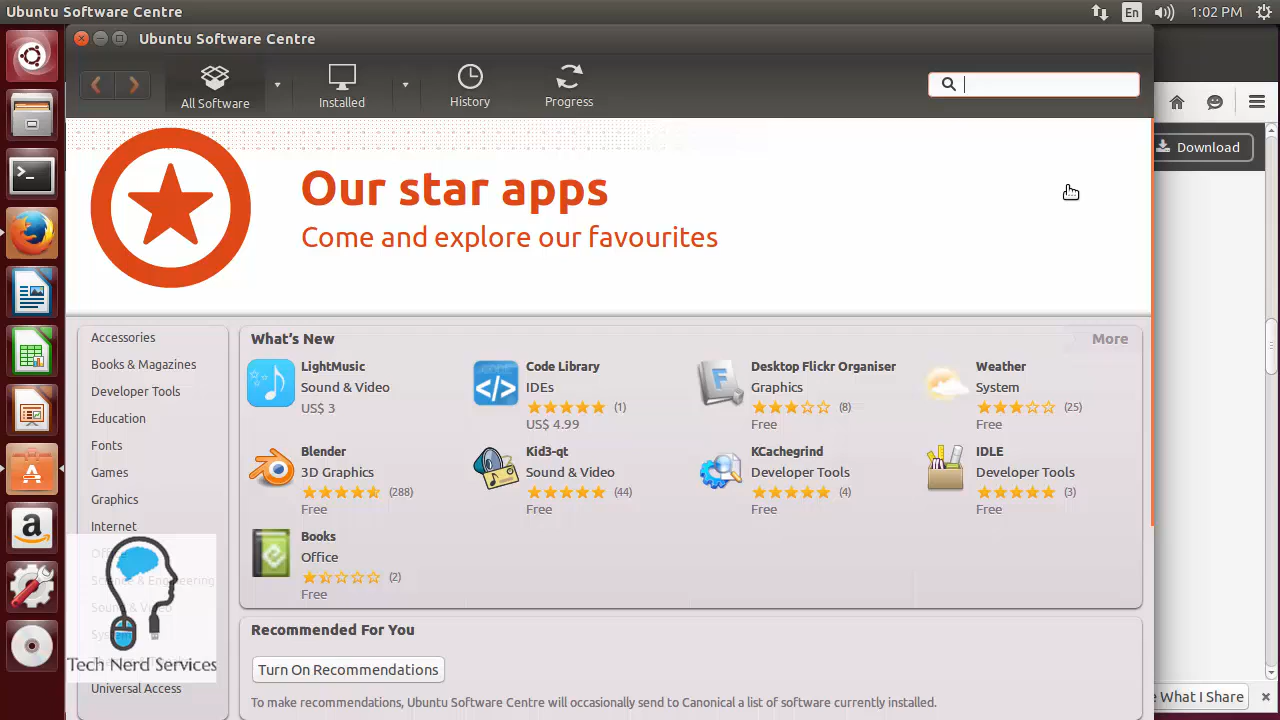 Ubuntu Software Centre
En
1:02 PM
Ubuntu Software Centre
All Software
Installed
History
Progress
Download
Our star apps
Come and explore our favourites
Accessories
Books & Magazines
Developer Tools
Education
Fonts
Games
Graphics
Internet
Office
Science & Engineering
Sound & Video
Universal Access
Tech Nerd Services
What's New
More
LightMusic
Sound & Video
US$ 3
Code Library
IDEs
(1)
US$ 4.99
Desktop Flickr Organiser
Graphics
(8)
Free
Weather
System
(25)
Free
Blender
3D Graphics
(288)
Free
Kid3-qt
Sound & Video
(44)
Free
KCachegrind
Developer Tools
(4)
Free
IDLE
Developer Tools
(3)
Free
Books
Office
(2)
Free
Recommended For You
Turn On Recommendations
To make recommendations, Ubuntu Software Centre will occasionally send to Canonical a list of software currently installed.
What I Share